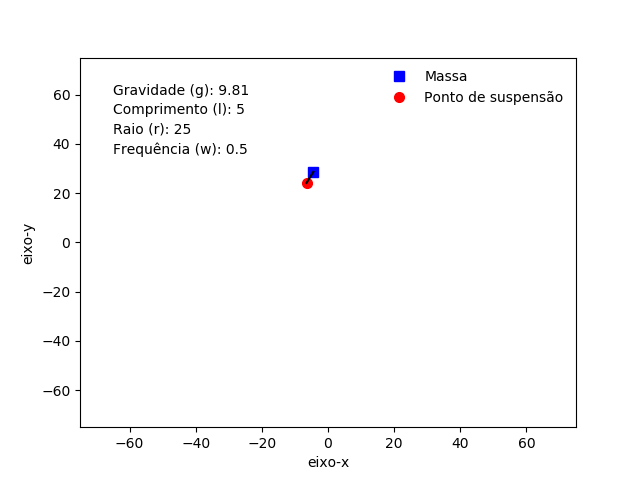 Gravidade (g): 9.81
Comprimento (l): 5
Raio (r): 25
Frequência (w): 0.5
Massa
Ponto de suspensão
60
40
20
0
−20
−40
−60
eixo-y
−60
−40
−20
0
20
40
60
eixo-x